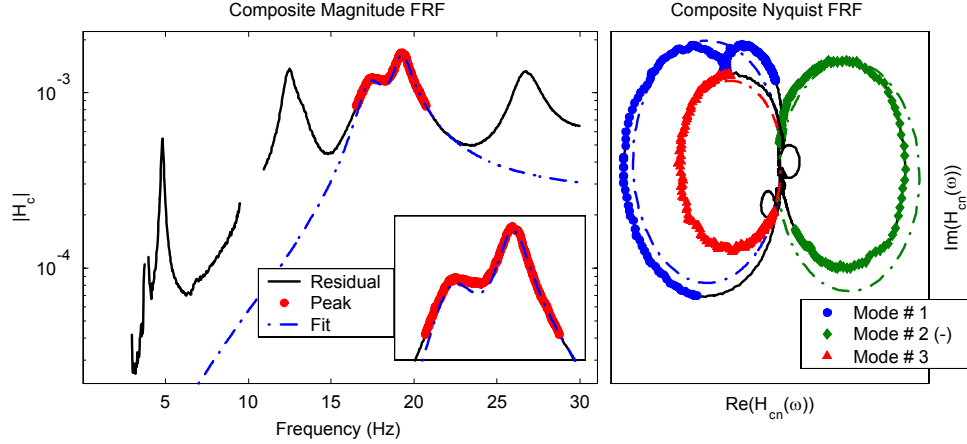 Composite Magnitude FRF
Composite Nyquist FRF
|H_c|
10^-3
10^-4
Residual
Peak
Fit
5
10
15
20
25
30
Frequency (Hz)
Im(H_cn(ω))
Mode # 1
Mode # 2 (-)
Mode # 3
Re(H_cn(ω))